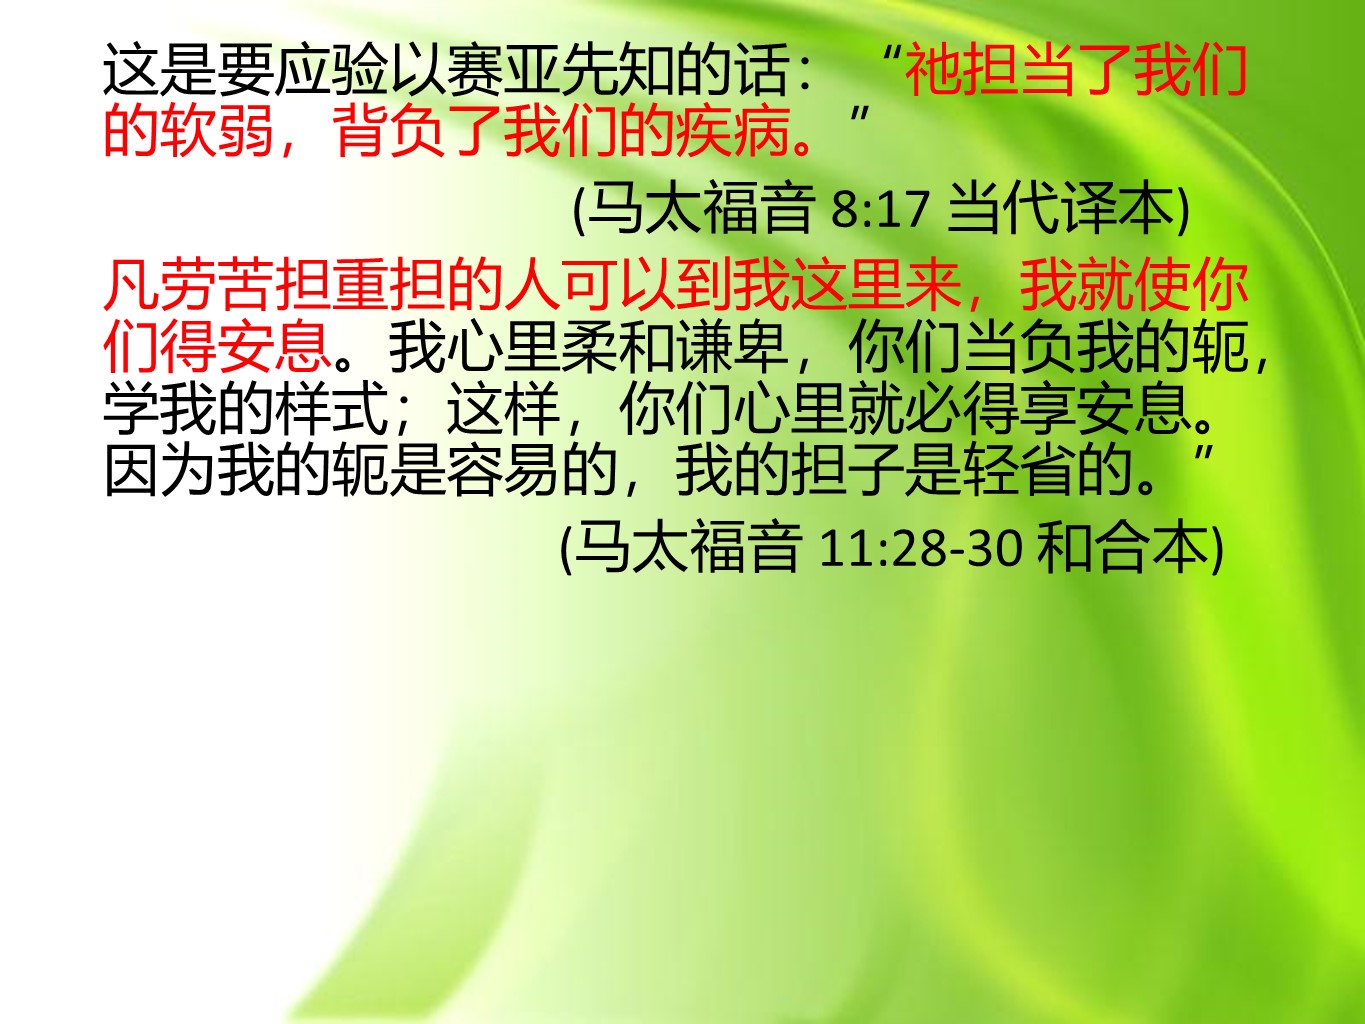 这是要应验以赛亚先知的话：“祂担当了我们
的软弱，背负了我们的疾病。”
(马太福音 8:17 当代译本)
凡劳苦担重担的人可以到我这里来，我就使你
们得安息。我心里柔和谦卑，你们当负我的轭，
学我的样式；这样，你们心里就必得享安息。
因为我的轭是容易的，我的担子是轻省的。”
(马太福音 11:28-30 和合本)